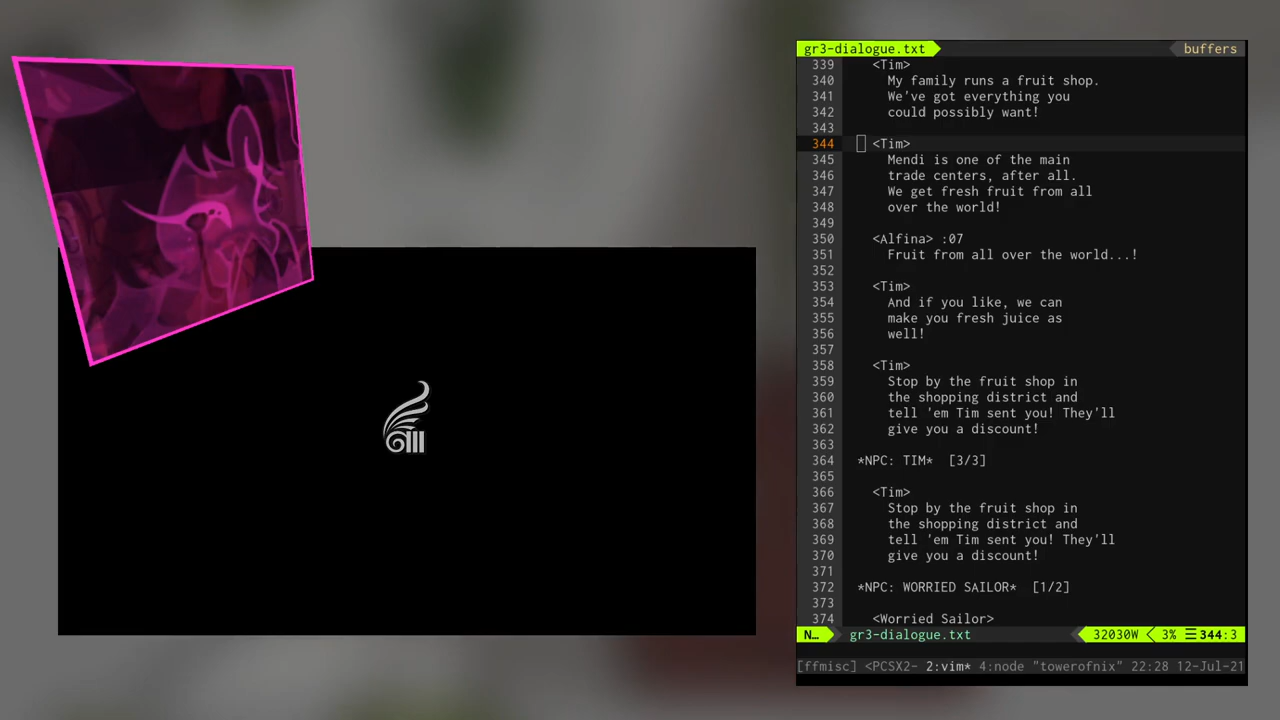 gr3-dialogue.txt buffers
339 <Tim>
340 My family runs a fruit shop.
341 We've got everything you
342 could possibly want!
343
344 <Tim>
345 Mendi is one of the main
346 trade centers, after all.
347 We get fresh fruit from all
348 over the world!
349
350 <Alfina> :07
351 Fruit from all over the world...!
352
353 <Tim>
354 And if you like, we can
355 make you fresh juice as
356 well!
357
358 <Tim>
359 Stop by the fruit shop in
360 the shopping district and
361 tell 'em Tim sent you! They'll
362 give you a discount!
363
364 *NPC: TIM* [3/3]
365
366 <Tim>
367 Stop by the fruit shop in
368 the shopping district and
369 tell 'em Tim sent you! They'll
370 give you a discount!
371
372 *NPC: WORRIED SAILOR* [1/2]
373
374 <Worried Sailor>
N… gr3-dialogue.txt 32030W 3% ☰344:3
[ffmisc] <PCSX2- 2:vim* 4:node "towerofnix" 22:28 12-Jul-21